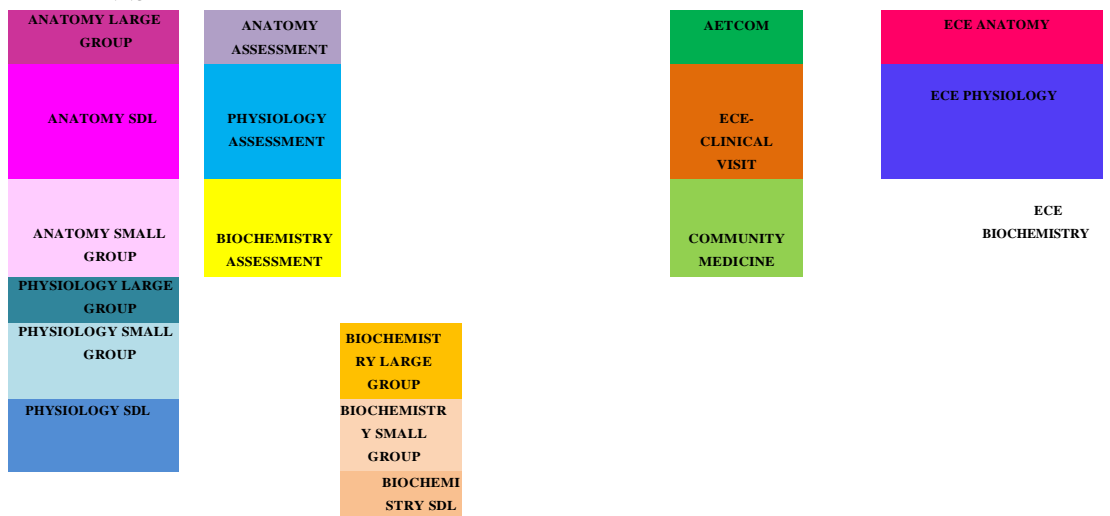 ANATOMY LARGE
GROUP
ANATOMY
ASSESSMENT
AETCOM
ECE ANATOMY
ANATOMY SDL
PHYSIOLOGY
ASSESSMENT
ECE-
CLINICAL
VISIT
ECE PHYSIOLOGY
ANATOMY SMALL
GROUP
BIOCHEMISTRY
ASSESSMENT
COMMUNITY
MEDICINE
ECE
BIOCHEMISTRY
PHYSIOLOGY LARGE
GROUP
PHYSIOLOGY SMALL
GROUP
BIOCHEMIST
RY LARGE
GROUP
PHYSIOLOGY SDL
BIOCHEMISTR
Y SMALL
GROUP
BIOCHEMI
STRY SDL